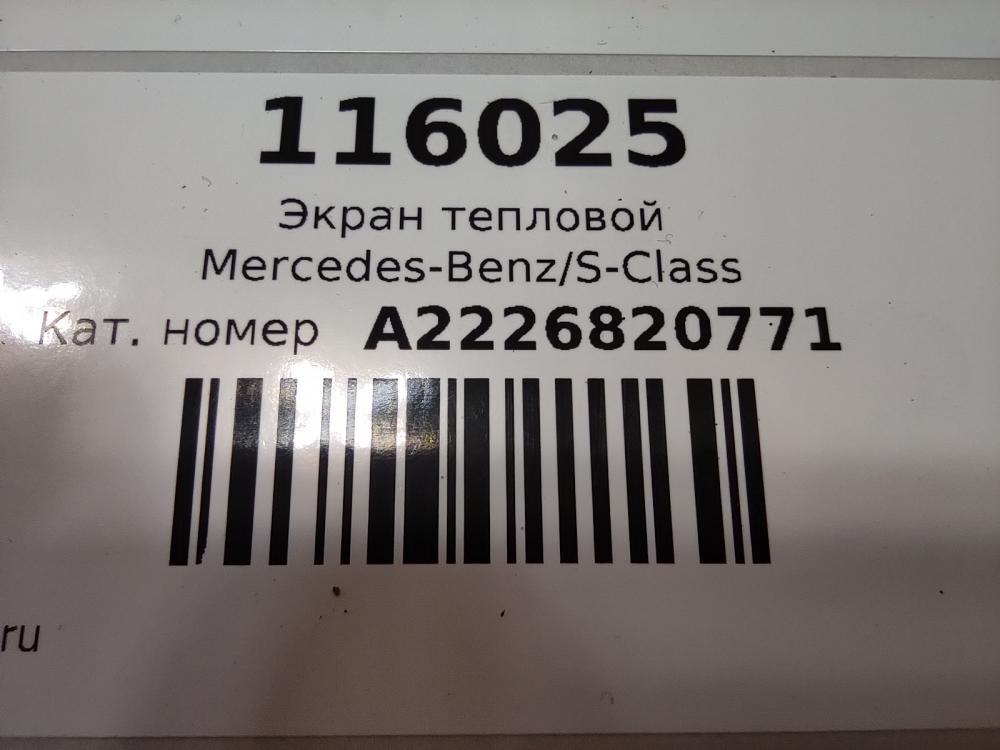 116025
Экран тепловой
Mercedes-Benz/S-Class
Кат. номер A2226820771
ru